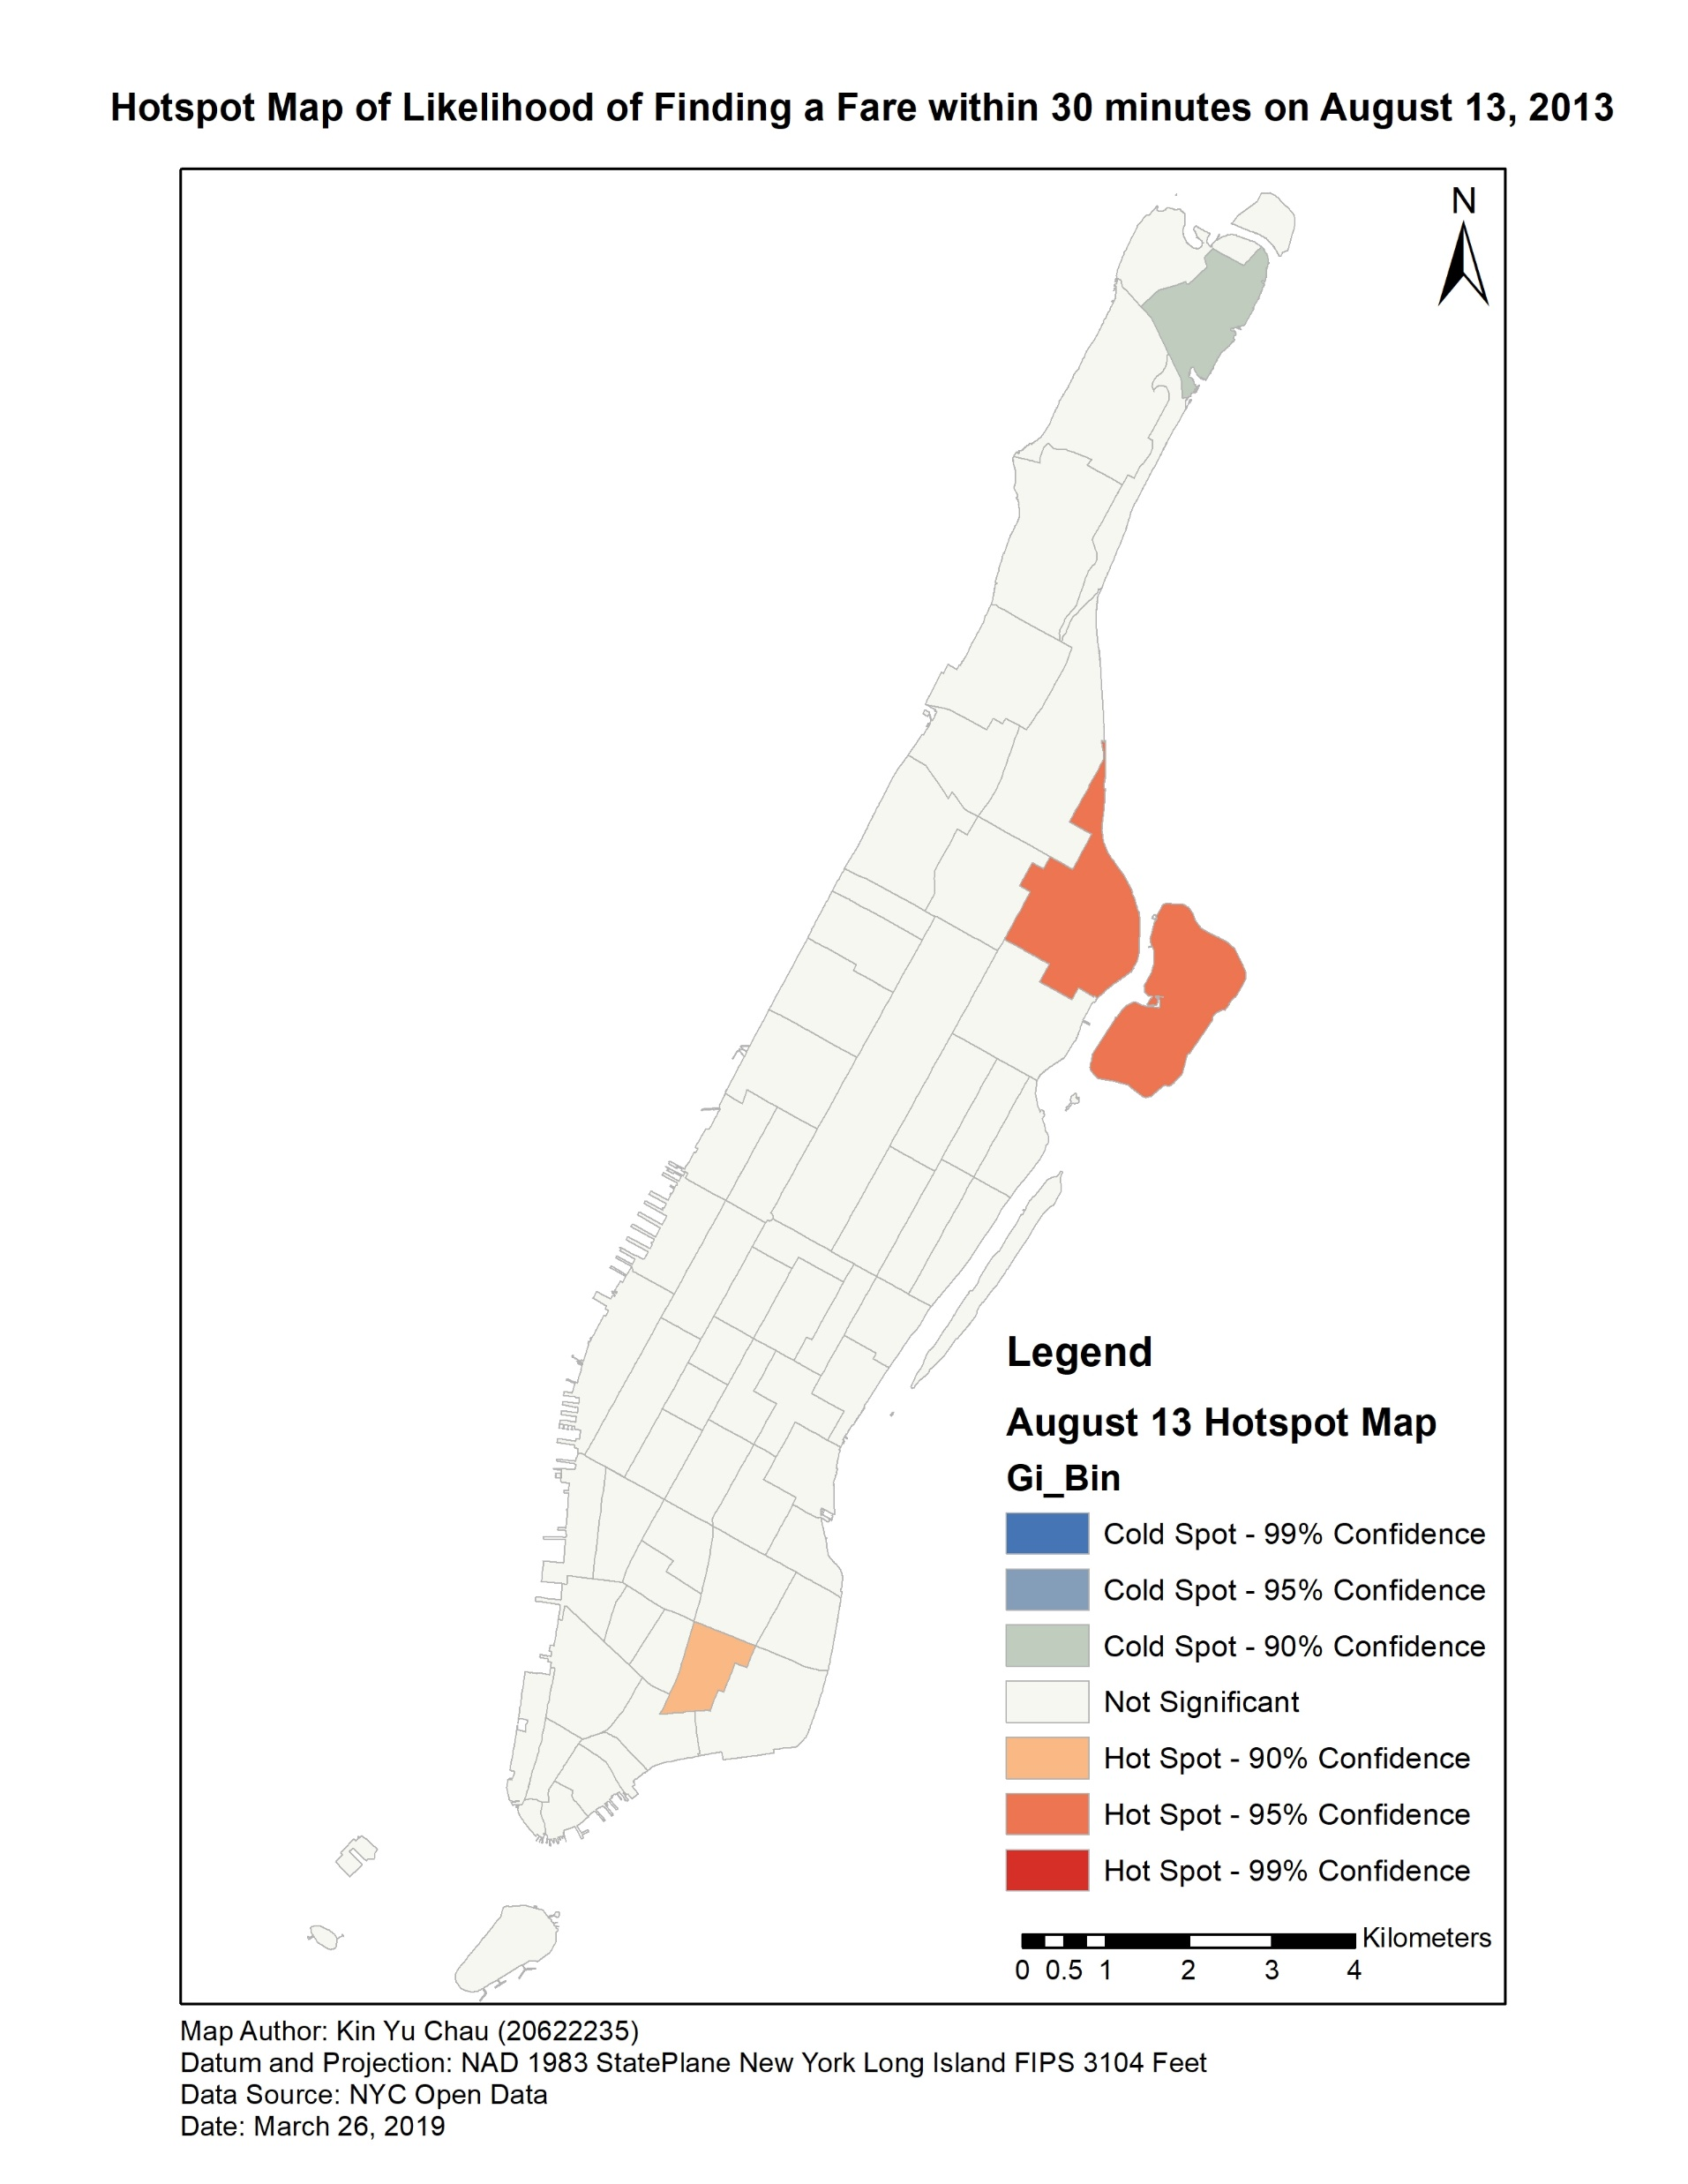 Hotspot Map of Likelihood of Finding a Fare within 30 minutes on August 13, 2013
N
Legend
August 13 Hotspot Map
Gi_Bin
Cold Spot - 99% Confidence
Cold Spot - 95% Confidence
Cold Spot - 90% Confidence
Not Significant
Hot Spot - 90% Confidence
Hot Spot - 95% Confidence
Hot Spot - 99% Confidence
Kilometers
0 0.5 1 2 3 4
Map Author: Kin Yu Chau (20622235)
Datum and Projection: NAD 1983 StatePlane New York Long Island FIPS 3104 Feet
Data Source: NYC Open Data
Date: March 26, 2019